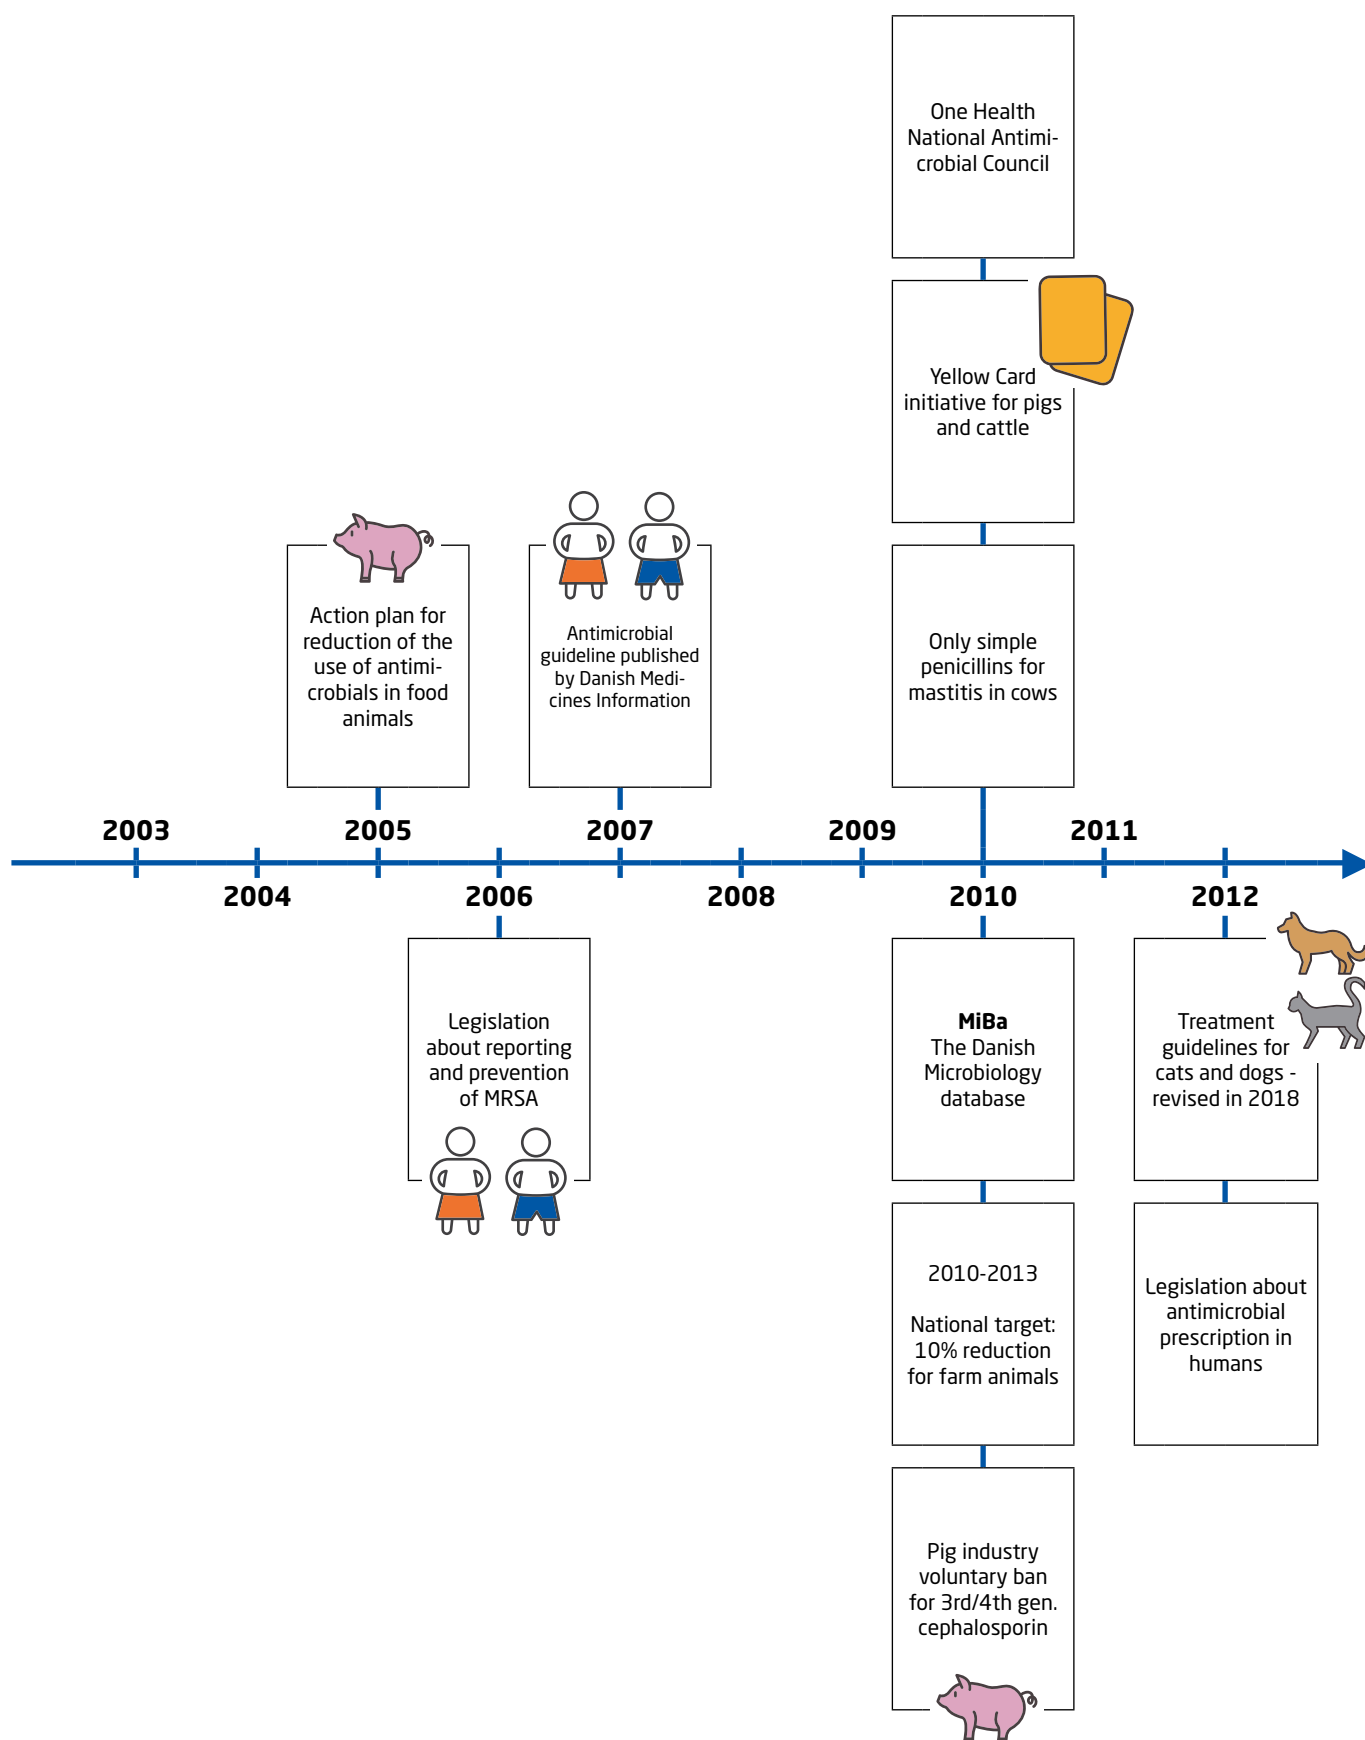 One Health
National Antimi-
crobial Council
Yellow Card
initiative for pigs
and cattle
Action plan for
reduction of the
use of antimi-
crobials in food
animals
Antimicrobial
guideline published
by Danish Medi-
cines Information
Only simple
penicillins for
mastitis in cows
2003
2005
2007
2009
2011
2004
2006
2008
2010
2012
Legislation
about reporting
and prevention
of MRSA
MiBa
The Danish
Microbiology
database
Treatment
guidelines for
cats and dogs -
revised in 2018
2010-2013
National target:
10% reduction
for farm animals
Legislation about
antimicrobial
prescription in
humans
Pig industry
voluntary ban
for 3rd/4th gen.
cephalosporin